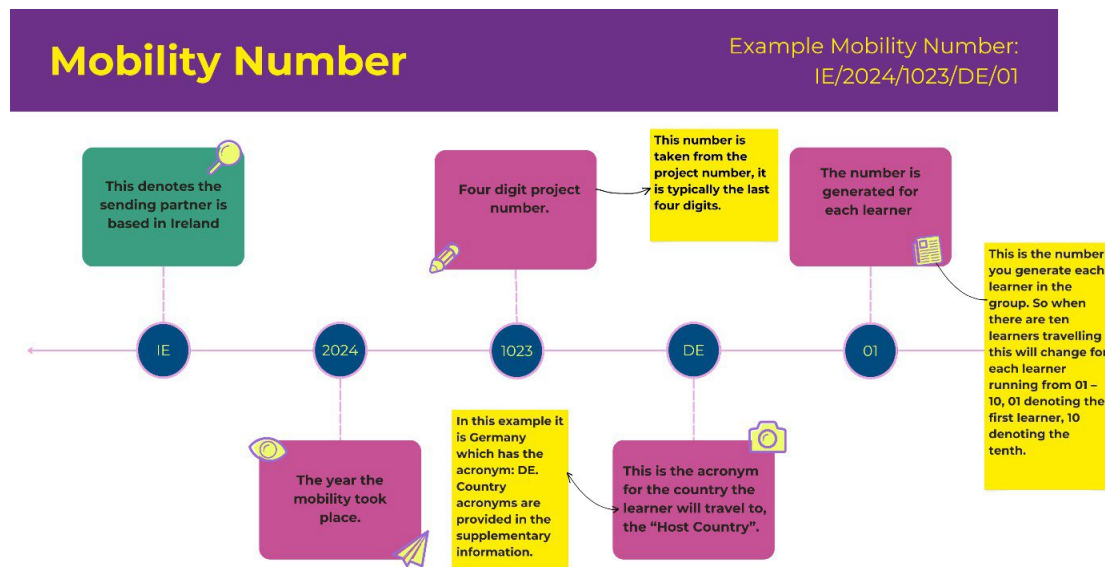 Mobility Number
Example Mobility Number:
IE/2024/1023/DE/01
This denotes the
sending partner is
based in Ireland
Four digit project
number.
This number is
taken from the
project number, it
is typically the last
four digits.
The number is
generated for
each learner
This is the number
you generate each
learner in the
group. So when
there are ten
learners travelling
this will change for
each learner
running from 01 –
10, 01 denoting the
first learner, 10
denoting the
tenth.
IE
2024
1023
DE
01
The year the
mobility took
place.
In this example it
is Germany
which has the
acronym: DE.
Country
acronyms are
provided in the
supplementary
information.
This is the acronym
for the country the
learner will travel to,
the “Host Country”.